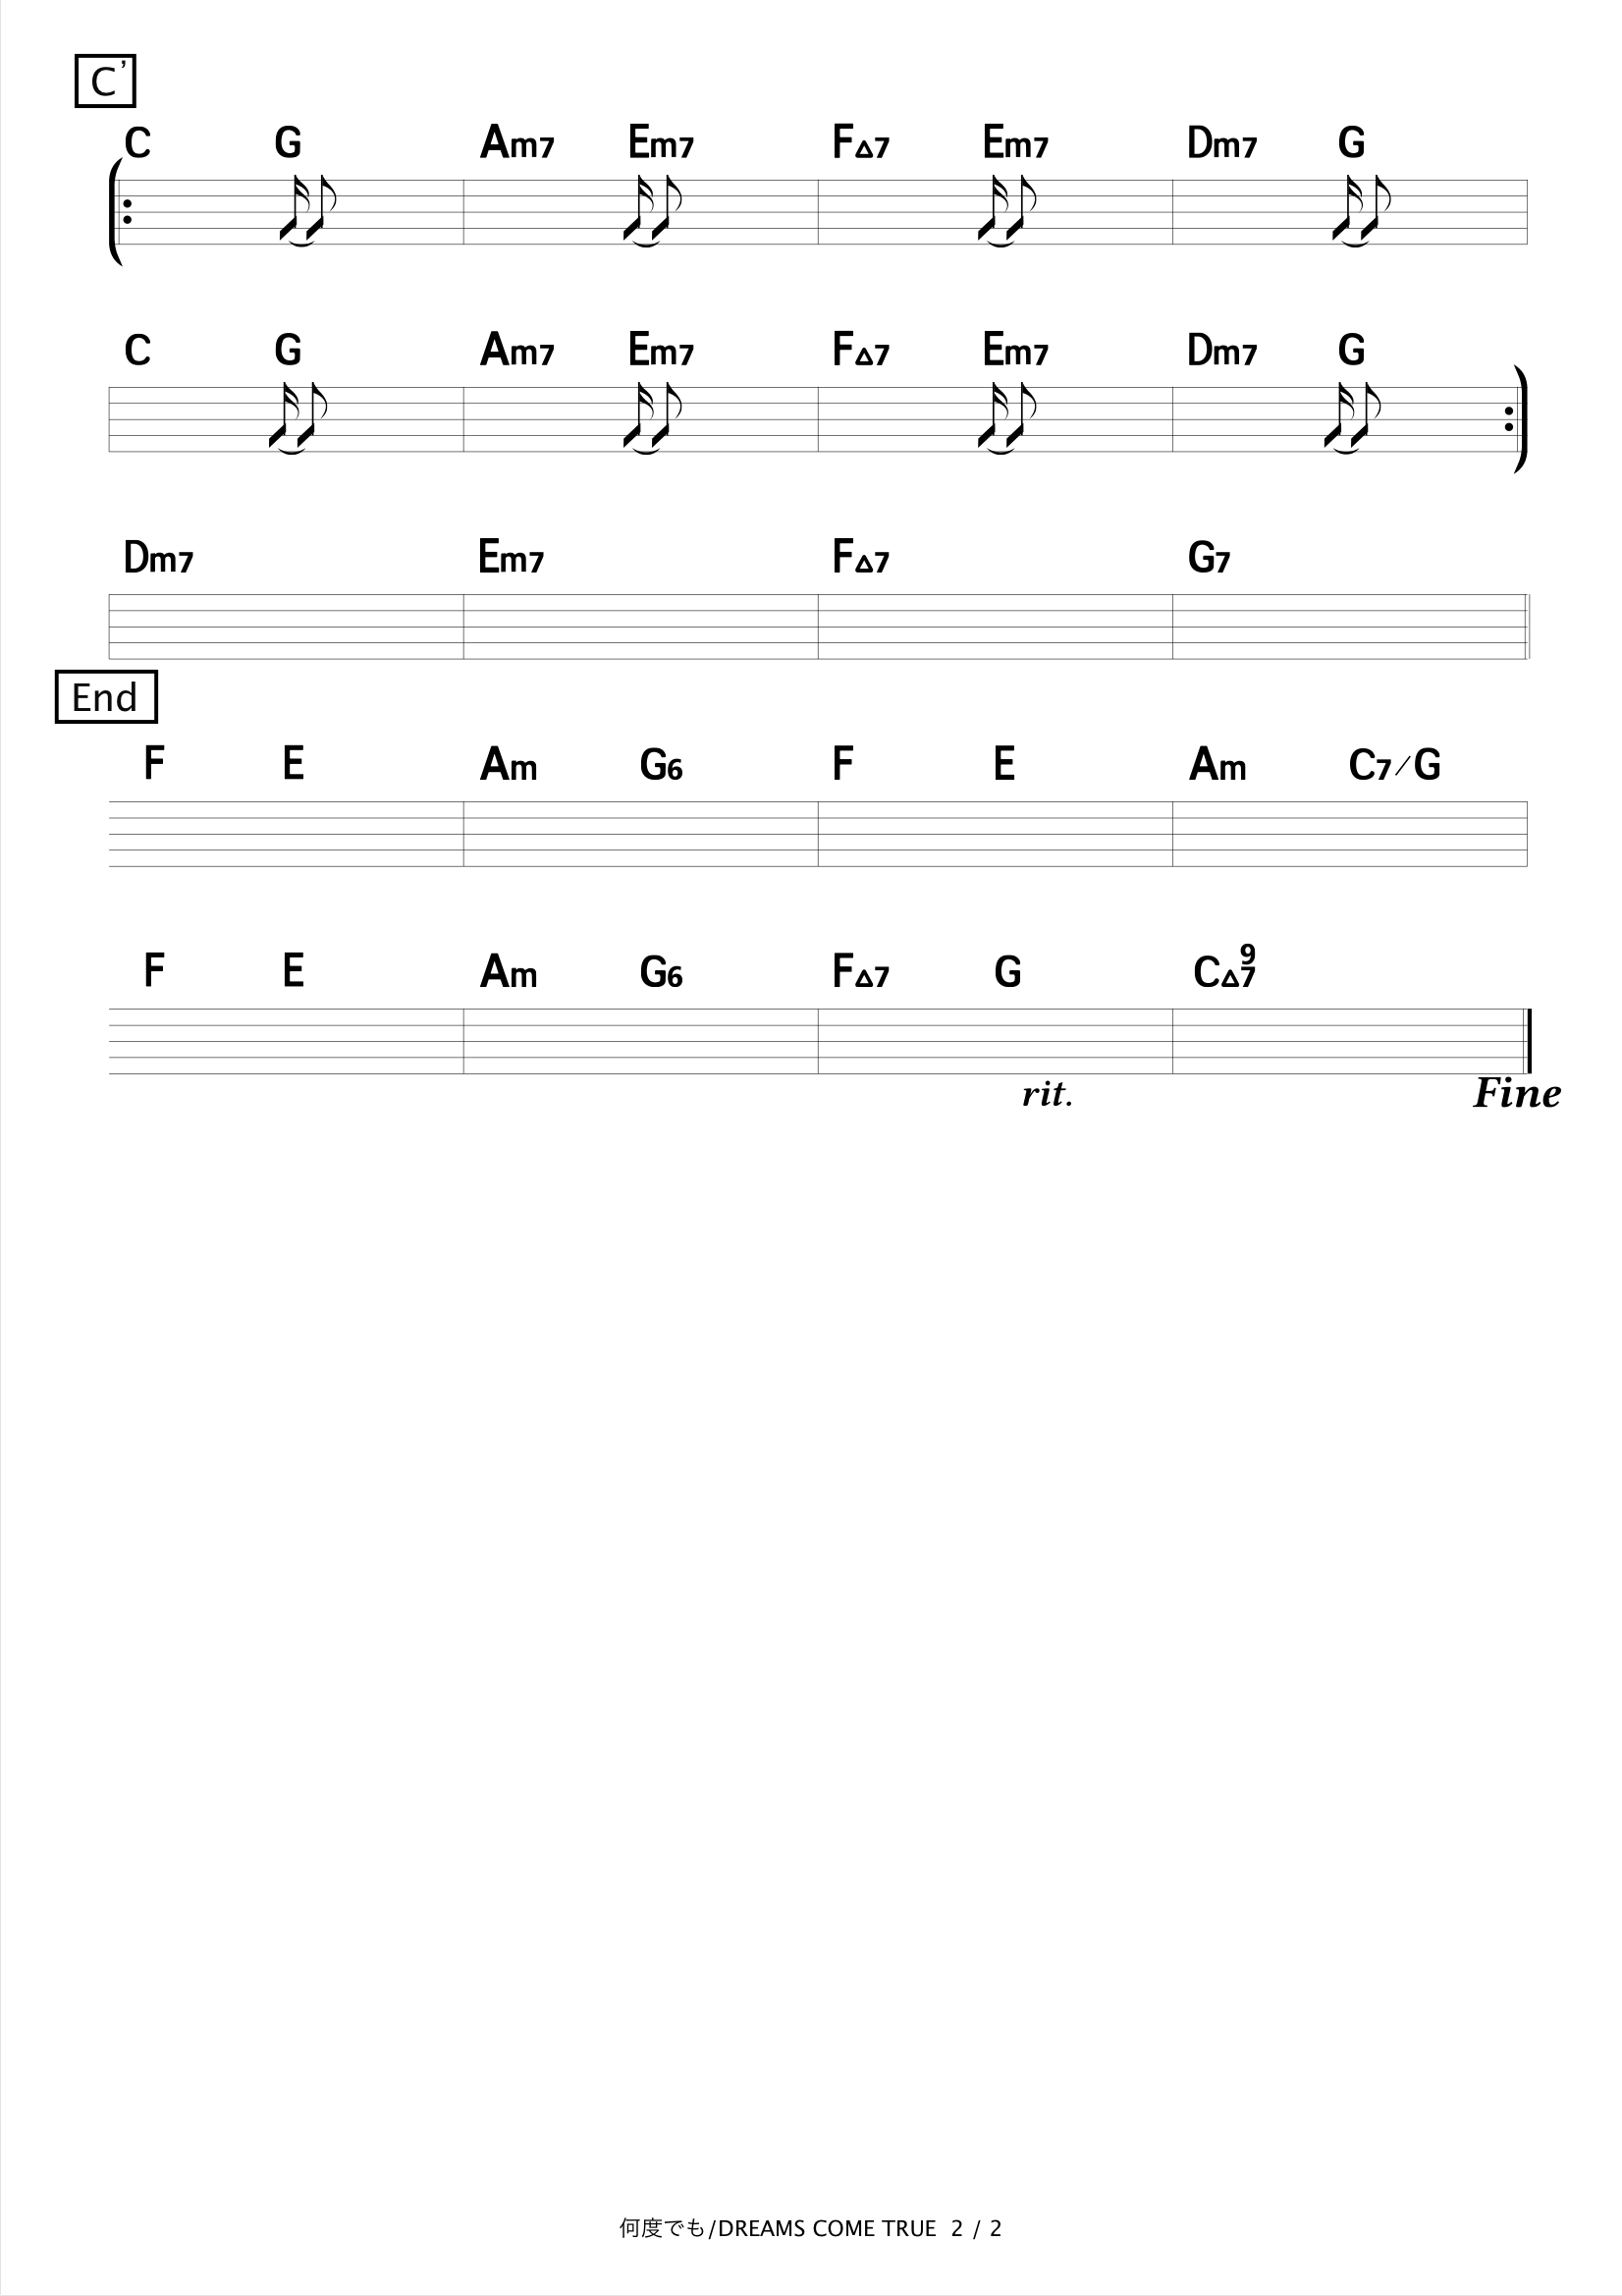 C'
C G Am7 Em7 F△7 Em7 Dm7 G
C G Am7 Em7 F△7 Em7 Dm7 G
Dm7 Em7 F△7 G7
End
F E Am G6 F E Am C7/G
F E Am G6 F△7 G C△7 9
rit. Fine
何度でも/DREAMS COME TRUE 2 / 2